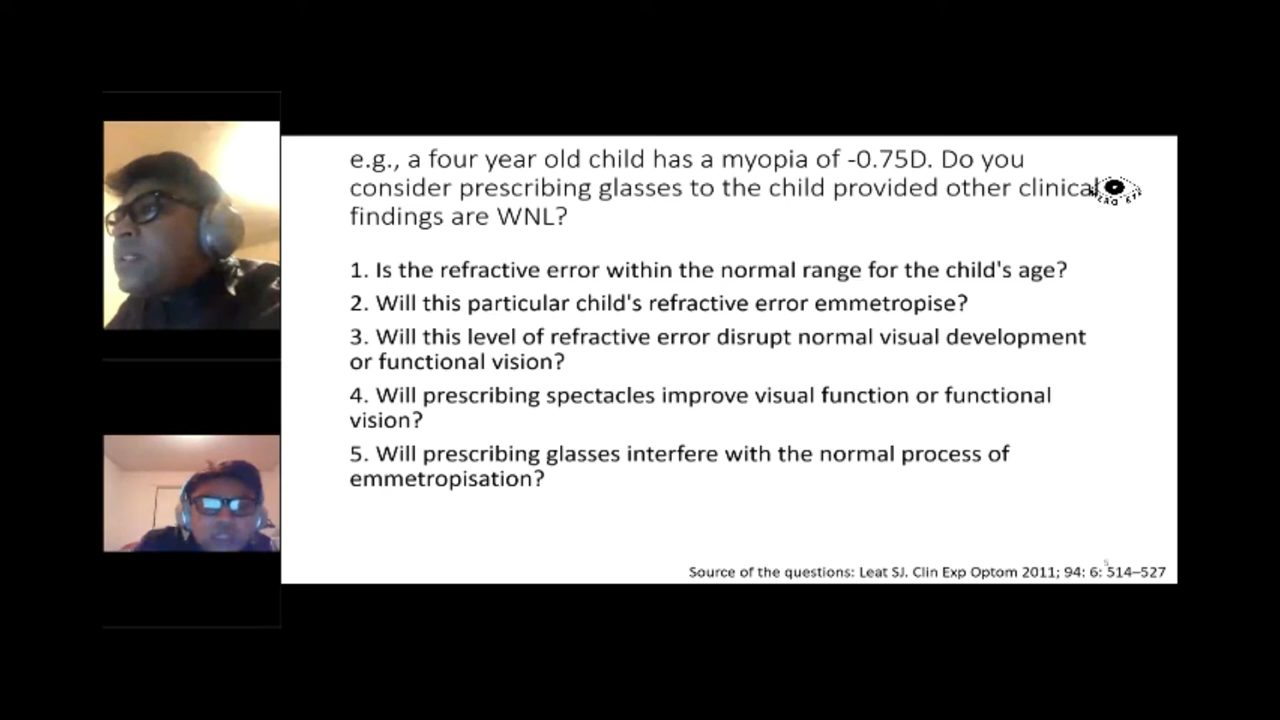 e.g., a four year old child has a myopia of -0.75D. Do you
consider prescribing glasses to the child provided other clinical
findings are WNL?
1. Is the refractive error within the normal range for the child's age?
2. Will this particular child's refractive error emmetropise?
3. Will this level of refractive error disrupt normal visual development
or functional vision?
4. Will prescribing spectacles improve visual function or functional
vision?
5. Will prescribing glasses interfere with the normal process of
emmetropisation?
5
Source of the questions: Leat SJ. Clin Exp Optom 2011; 94: 6: 514–527